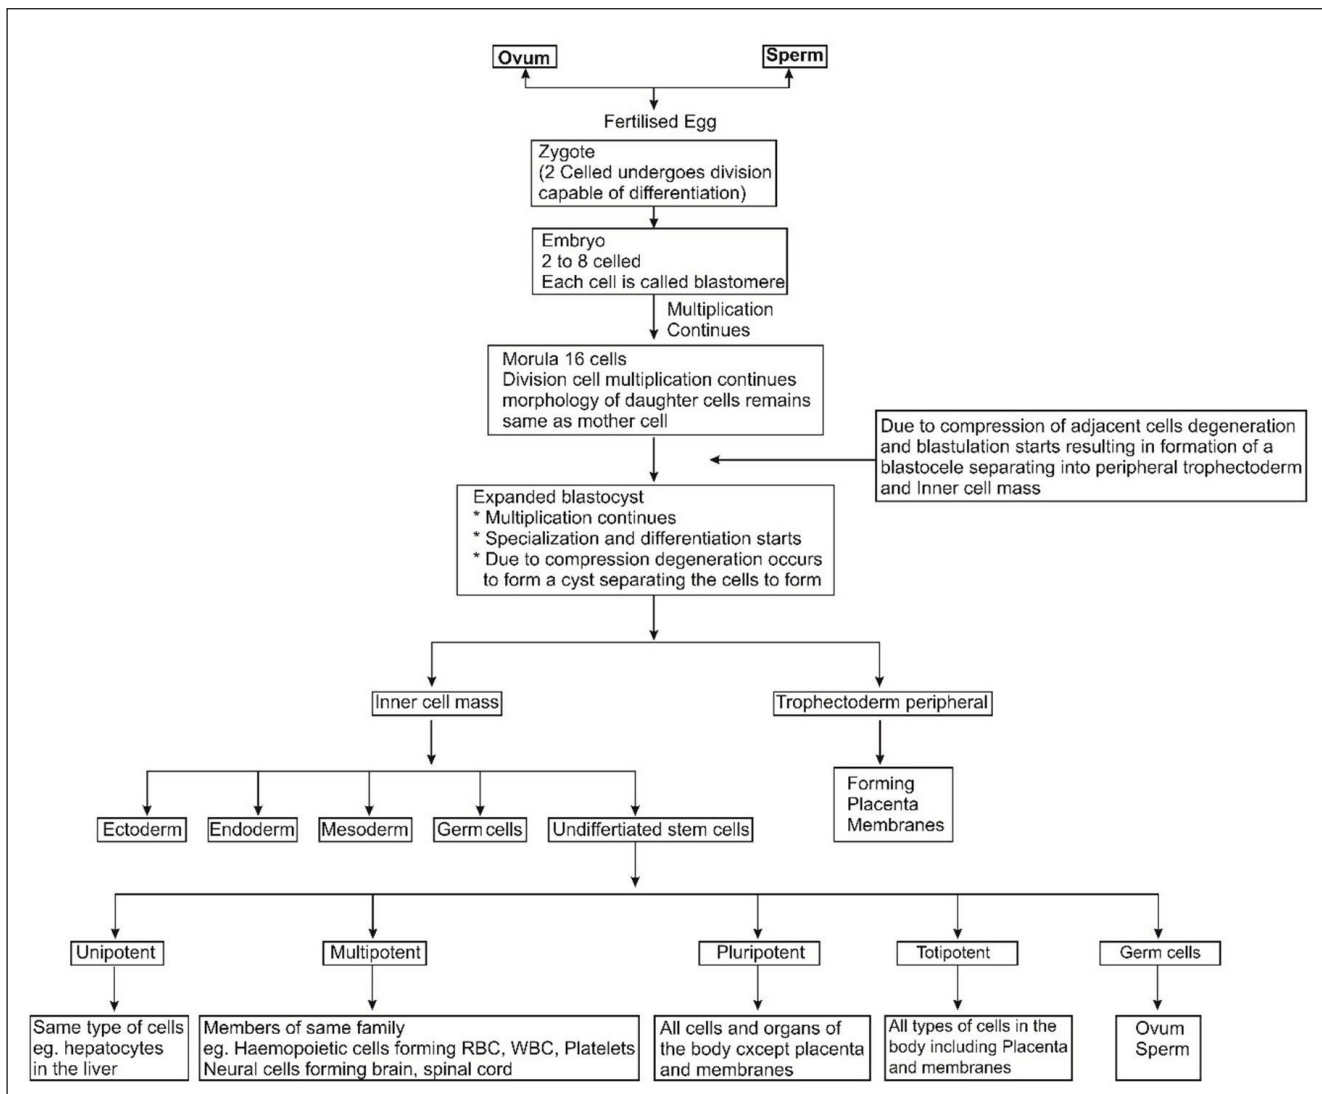 Ovum
Sperm
Fertilised Egg
Zygote
(2 Celled undergoes division
capable of differentiation)
Embryo
2 to 8 celled
Each cell is called blastomere
Multiplication
Continues
Morula 16 cells
Division cell multiplication continues
morphology of daughter cells remains
same as mother cell
Due to compression of adjacent cells degeneration
and blastulation starts resulting in formation of a
blastocele separating into peripheral trophectoderm
and Inner cell mass
Expanded blastocyst
* Multiplication continues
* Specialization and differentiation starts
* Due to compression degeneration occurs
to form a cyst separating the cells to form
Inner cell mass
Trophectoderm peripheral
Forming
Placenta
Membranes
Ectoderm
Endoderm
Mesoderm
Germ cells
Undiffertiated stem cells
Unipotent
Multipotent
Pluripotent
Totipotent
Germ cells
Same type of cells
eg. hepatocytes
in the liver
Members of same family
eg. Haemopoietic cells forming RBC, WBC, Platelets
Neural cells forming brain, spinal cord
All cells and organs of
the body cxcept placenta
and membranes
All types of cells in the
body including Placenta
and membranes
Ovum
Sperm